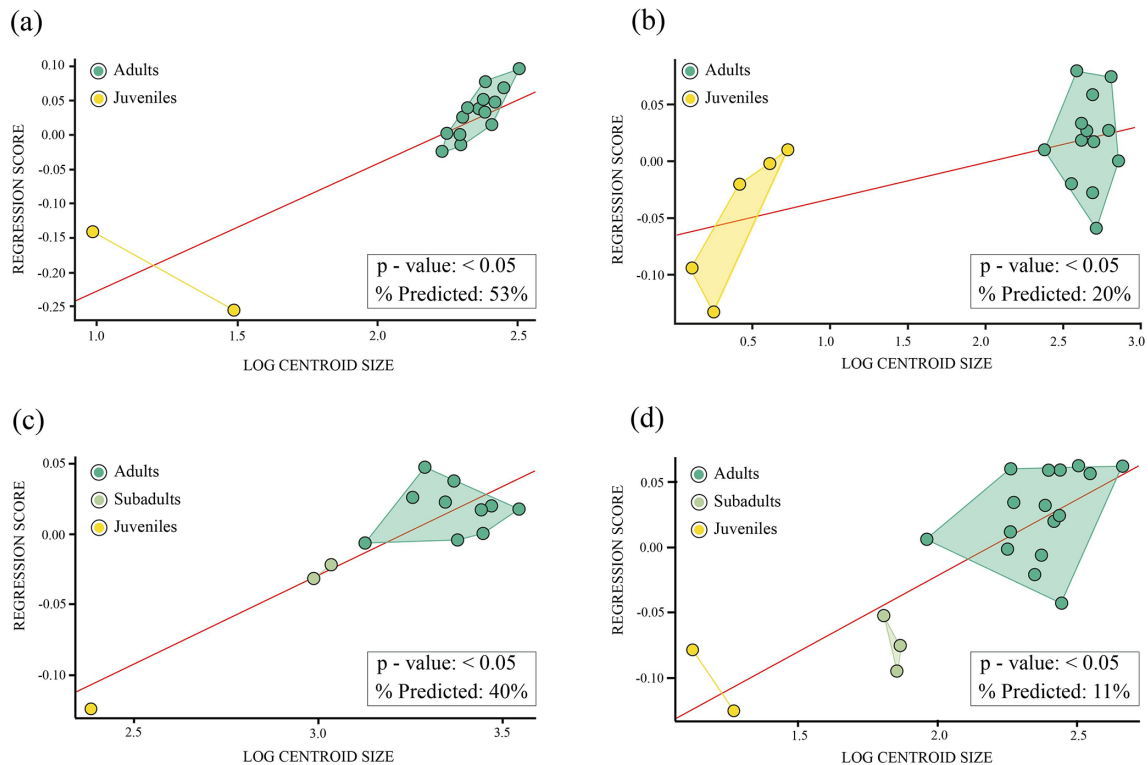 (a)
REGRESSION SCORE
0.10
0.05
0.00
-0.05
-0.10
-0.15
-0.20
-0.25
Adults
Juveniles
p - value: < 0.05
% Predicted: 53%
1.0 1.5 2.0 2.5
LOG CENTROID SIZE
(b)
REGRESSION SCORE
0.05
0.00
-0.05
-0.10
Adults
Juveniles
p - value: < 0.05
% Predicted: 20%
0.5 1.0 1.5 2.0 2.5 3.0
LOG CENTROID SIZE
(c)
REGRESSION SCORE
0.05
0.00
-0.05
-0.10
Adults
Subadults
Juveniles
p - value: < 0.05
% Predicted: 40%
2.5 3.0 3.5
LOG CENTROID SIZE
(d)
REGRESSION SCORE
0.05
0.00
-0.05
-0.10
Adults
Subadults
Juveniles
p - value: < 0.05
% Predicted: 11%
1.5 2.0 2.5
LOG CENTROID SIZE